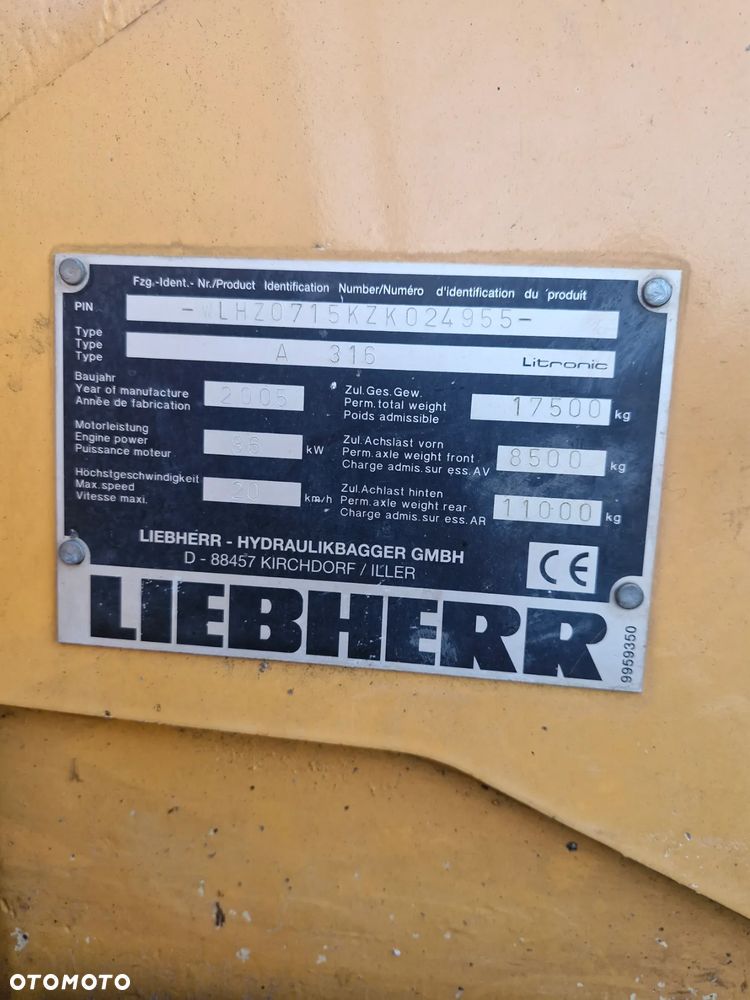 Fzg.-Ident.- Nr./Product Identification Number/Numéro d'identification du produit
PIN -WLHZ0715KZK024955-
Type
Type A 316 Litronic
Type
Baujahr
Year of manufacture 2005
Année de fabrication
Zul.Ges.Gew.
Perm.total weight 17500 kg
Poids admissible
Motorleistung
Engine power 96 kW
Puissance moteur
Zul.Achslast vorn
Perm.axle weight front 8500 kg
Charge admis.sur ess.AV
Höchstgeschwindigkeit
Max.speed 20 km/h
Vitesse maxi.
Zul.Achlast hinten
Perm.axle weight rear 11000 kg
Charge admis.sur ess.AR
LIEBHERR - HYDRAULIKBAGGER GMBH
D - 88457 KIRCHDORF / ILLER
CE
LIEBHERR
9959350
OTOMOTO